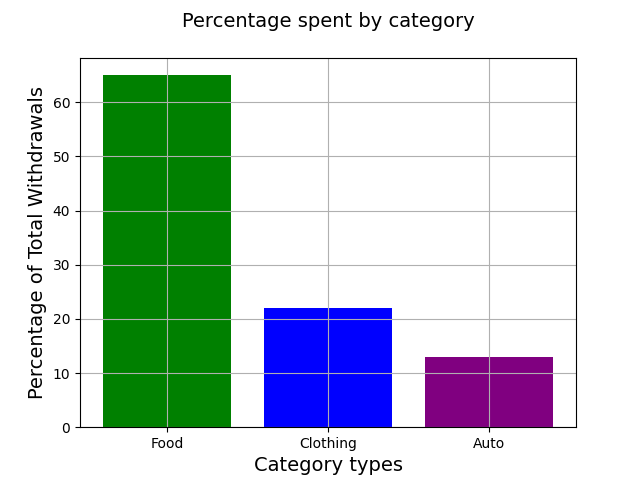 Percentage spent by category
Percentage of Total Withdrawals
60
50
40
30
20
10
0
Food Clothing Auto
Category types